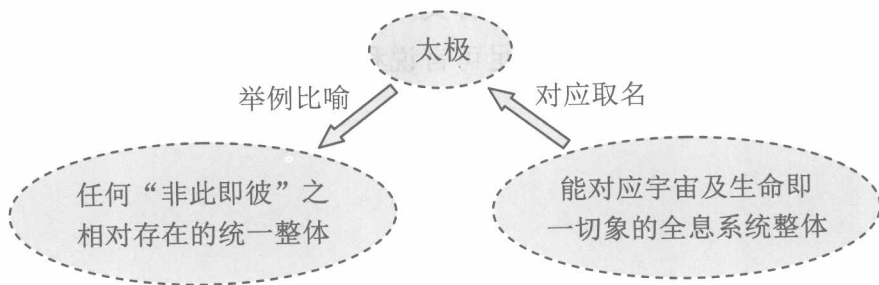 太极
举例比喻
对应取名
任何“非此即彼”之
相对存在的统一整体
能对应宇宙及生命即
一切象的全息系统整体